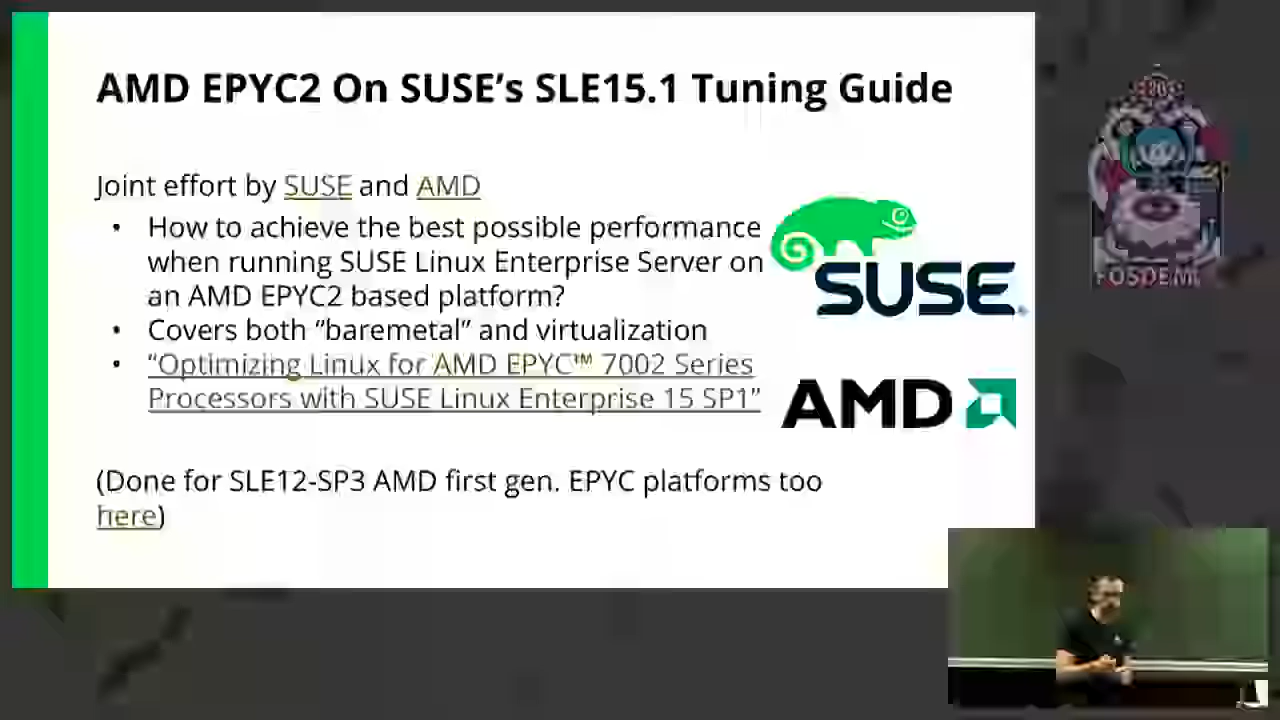 AMD EPYC2 On SUSE's SLE15.1 Tuning Guide
Joint effort by SUSE and AMD
• How to achieve the best possible performance
when running SUSE Linux Enterprise Server on
an AMD EPYC2 based platform?
• Covers both "baremetal" and virtualization
• "Optimizing Linux for AMD EPYC™ 7002 Series
Processors with SUSE Linux Enterprise 15 SP1"
(Done for SLE12-SP3 AMD first gen. EPYC platforms too
here)
SUSE
AMD
FOSDEM